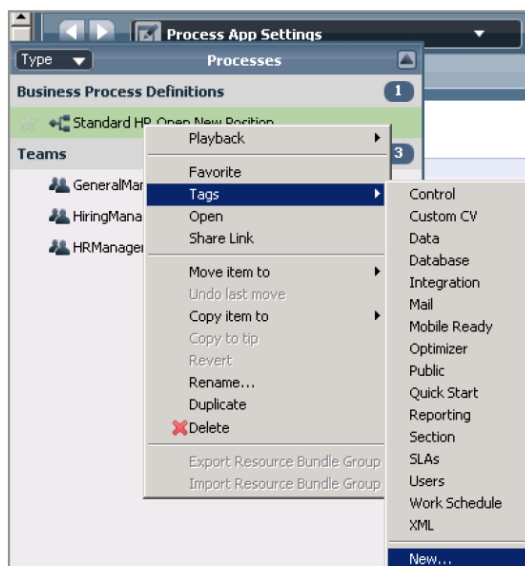 Process App Settings
Type
Processes
Business Process Definitions
1
Standard HR Open New Position
Teams
3
GeneralMan
HiringMana
HRManager
Playback
Favorite
Tags
Open
Share Link
Move item to
Undo last move
Copy item to
Copy to tip
Revert
Rename...
Duplicate
Delete
Export Resource Bundle Group
Import Resource Bundle Group
Control
Custom CV
Data
Database
Integration
Mail
Mobile Ready
Optimizer
Public
Quick Start
Reporting
Section
SLAs
Users
Work Schedule
XML
New...